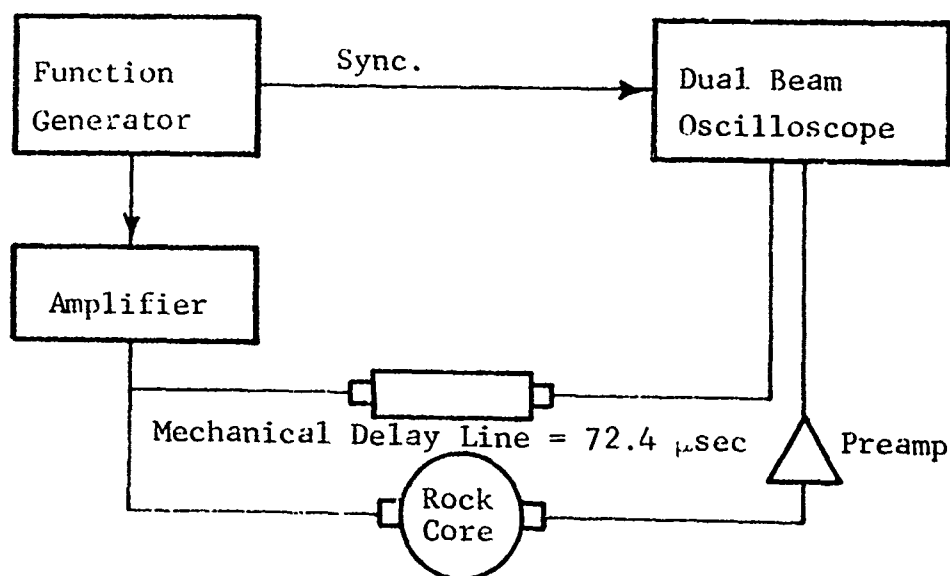 Function
Generator
Sync.
Dual Beam
Oscilloscope
Amplifier
Mechanical Delay Line = 72.4 μsec
Preamp
Rock
Core